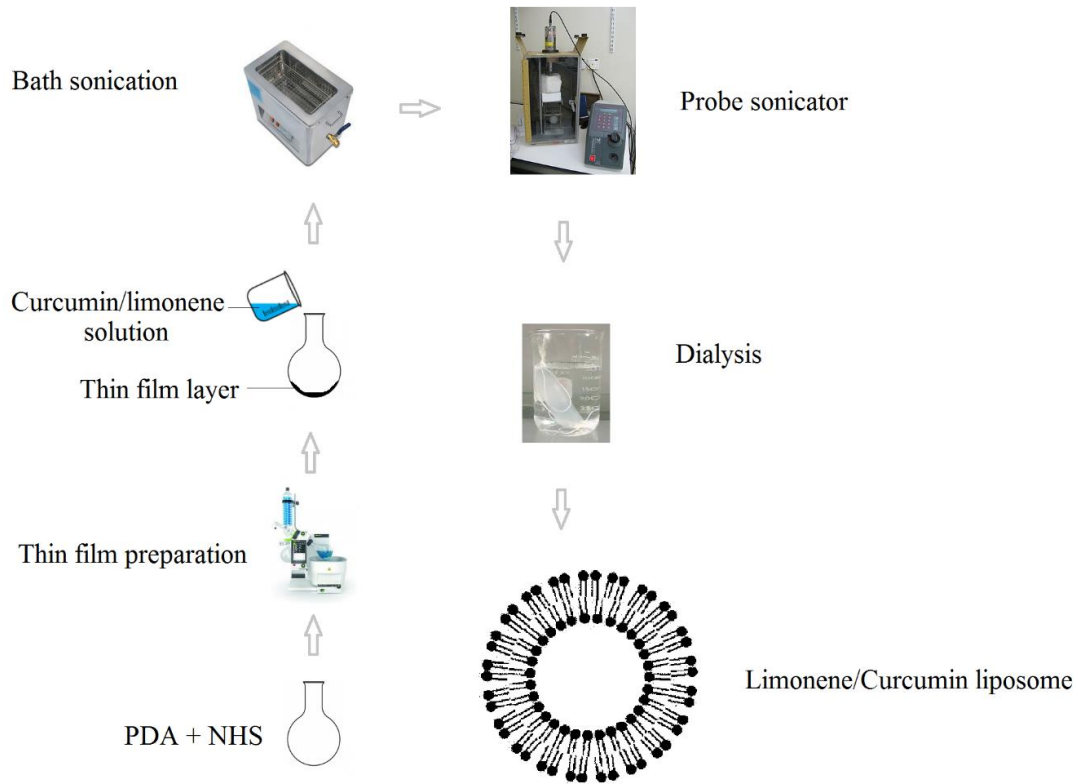 Bath sonication
Probe sonicator
Curcumin/limonene
solution
Thin film layer
Dialysis
Thin film preparation
Limonene/Curcumin liposome
PDA + NHS